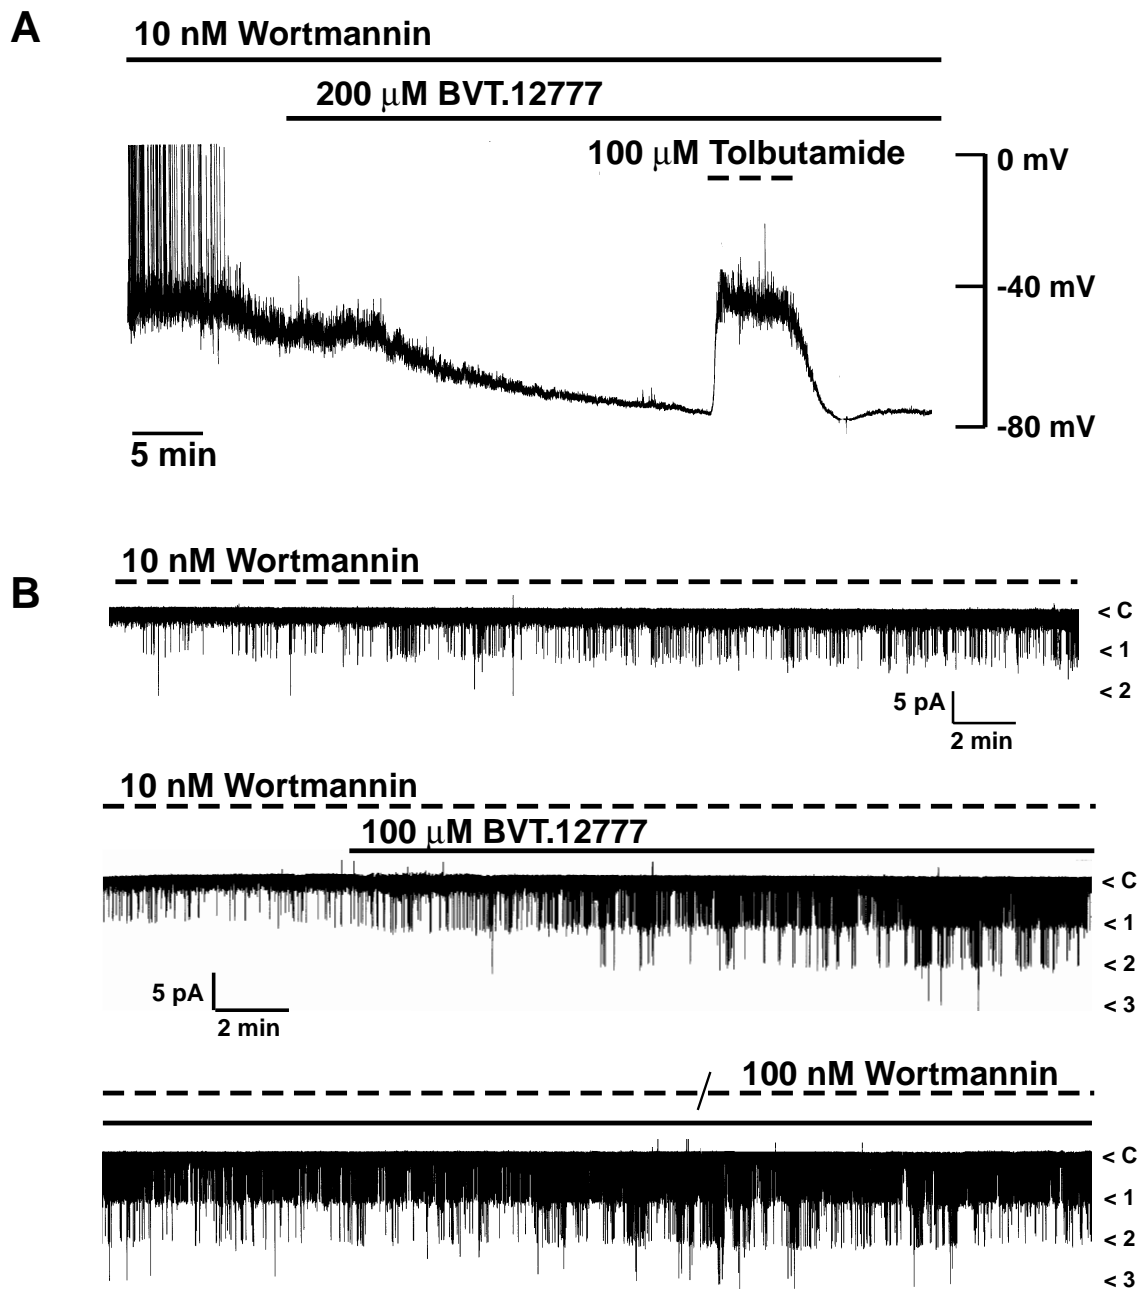 A
10 nM Wortmannin
200 μM BVT.12777
100 μM Tolbutamide
0 mV
-40 mV
-80 mV
5 min
B
10 nM Wortmannin
< C
< 1
< 2
5 pA
2 min
10 nM Wortmannin
100 μM BVT.12777
< C
< 1
< 2
< 3
5 pA
2 min
100 nM Wortmannin
< C
< 1
< 2
< 3